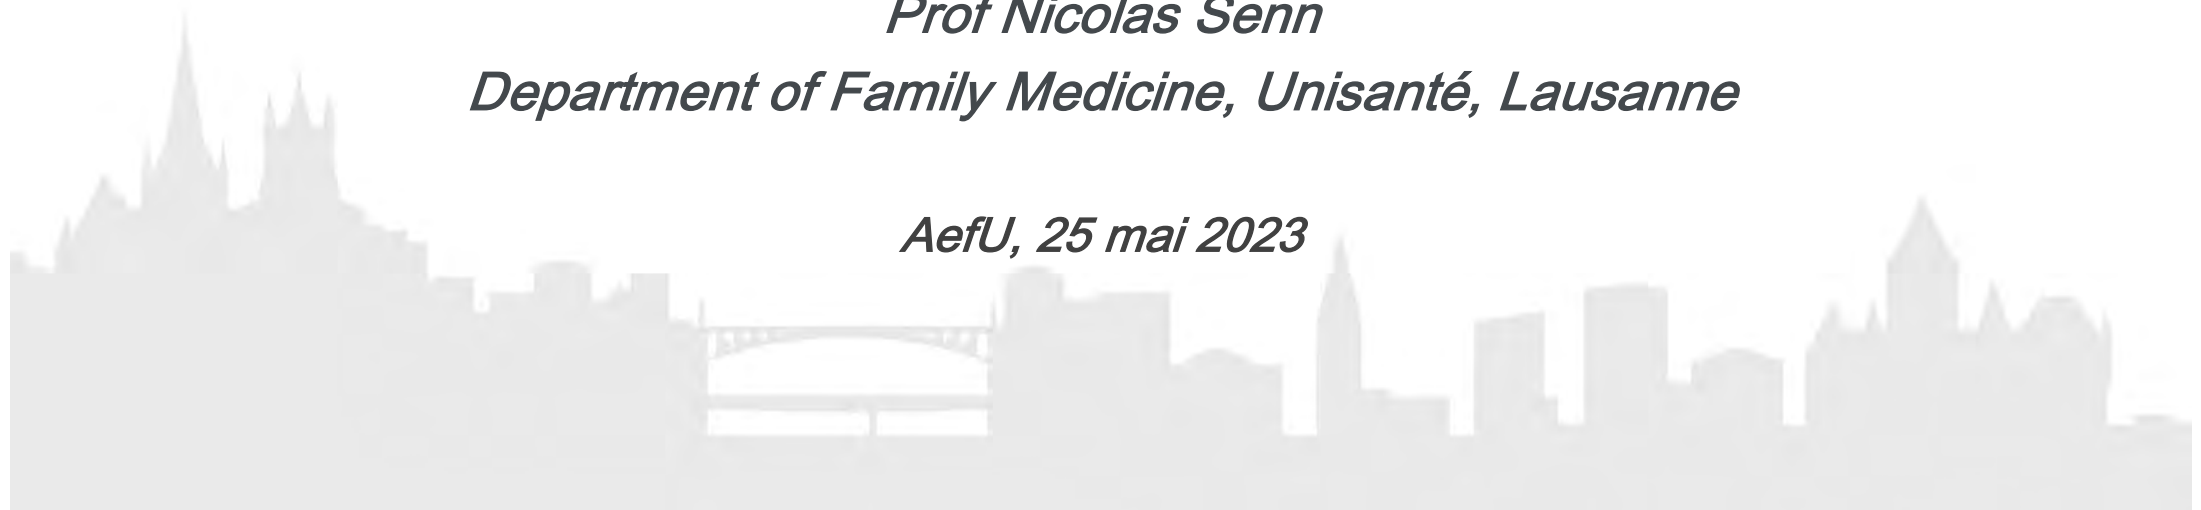 Prof Nicolas Senn
Department of Family Medicine, Unisanté, Lausanne
AefU, 25 mai 2023